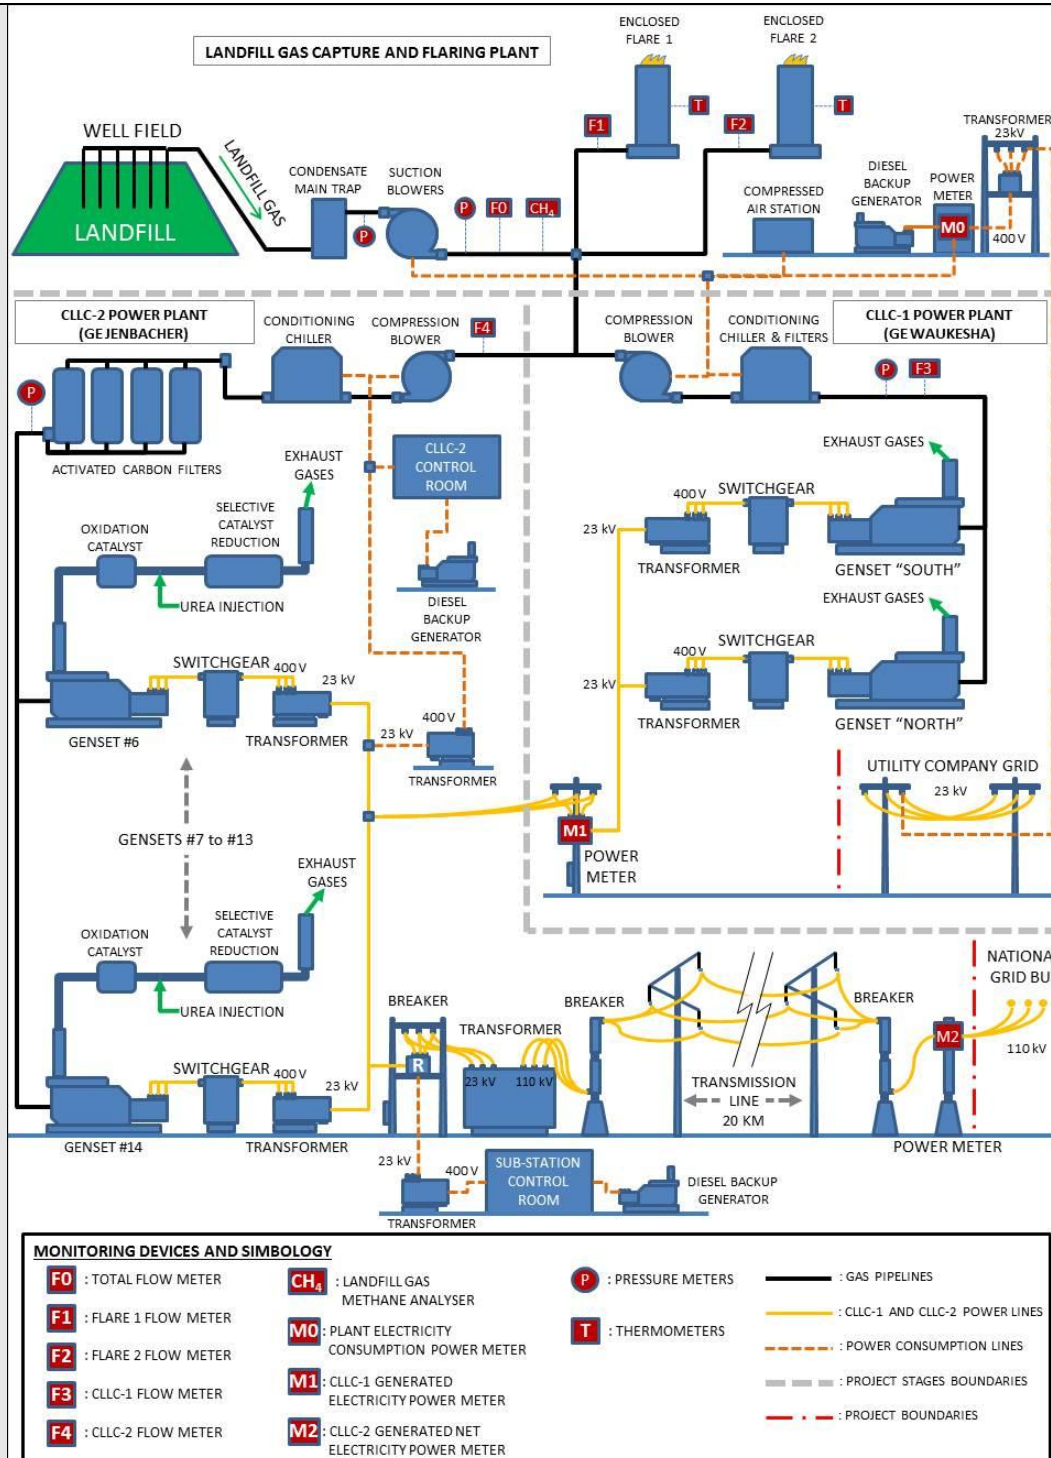 LANDFILL GAS CAPTURE AND FLARING PLANT
ENCLOSED
FLARE 1
ENCLOSED
FLARE 2
F1
T
F2
T
TRANSFORMER
23kV
WELL FIELD
LANDFILL GAS
LANDFILL
CONDENSATE
MAIN TRAP
SUCTION
BLOWERS
P
P
F0
CH4
COMPRESSED
AIR STATION
DIESEL
BACKUP
GENERATOR
POWER
METER
M0
400 V
CLLC-2 POWER PLANT
(GE JENBACHER)
CONDITIONING
CHILLER
COMPRESSION
BLOWER
F4
COMPRESSION
BLOWER
CONDITIONING
CHILLER & FILTERS
CLLC-1 POWER PLANT
(GE WAUKESHA)
P
F3
P
ACTIVATED CARBON FILTERS
EXHAUST
GASES
CLLC-2
CONTROL
ROOM
EXHAUST GASES
400 V
SWITCHGEAR
23 kV
TRANSFORMER
GENSET “SOUTH”
OXIDATION
CATALYST
SELECTIVE
CATALYST
REDUCTION
UREA INJECTION
DIESEL
BACKUP
GENERATOR
EXHAUST GASES
400 V
SWITCHGEAR
23 kV
TRANSFORMER
GENSET “NORTH”
SWITCHGEAR
400 V
23 kV
GENSET #6
TRANSFORMER
400 V
23 kV
TRANSFORMER
UTILITY COMPANY GRID
23 kV
M1
POWER
METER
GENSETS #7 to #13
EXHAUST
GASES
OXIDATION
CATALYST
SELECTIVE
CATALYST
REDUCTION
UREA INJECTION
BREAKER
TRANSFORMER
BREAKER
BREAKER
NATIONA
GRID BU
R
23 kV
110 kV
M2
110 kV
TRANSMISSION
LINE
20 KM
POWER METER
SWITCHGEAR
400 V
23 kV
GENSET #14
TRANSFORMER
23 kV
400 V
TRANSFORMER
SUB-STATION
CONTROL
ROOM
DIESEL BACKUP
GENERATOR
MONITORING DEVICES AND SIMBOLOGY
F0 : TOTAL FLOW METER
F1 : FLARE 1 FLOW METER
F2 : FLARE 2 FLOW METER
F3 : CLLC-1 FLOW METER
F4 : CLLC-2 FLOW METER
CH4 : LANDFILL GAS
METHANE ANALYSER
M0 : PLANT ELECTRICITY
CONSUMPTION POWER METER
M1 : CLLC-1 GENERATED
ELECTRICITY POWER METER
M2 : CLLC-2 GENERATED NET
ELECTRICITY POWER METER
P : PRESSURE METERS
T : THERMOMETERS
: GAS PIPELINES
: CLLC-1 AND CLLC-2 POWER LINES
: POWER CONSUMPTION LINES
: PROJECT STAGES BOUNDARIES
: PROJECT BOUNDARIES